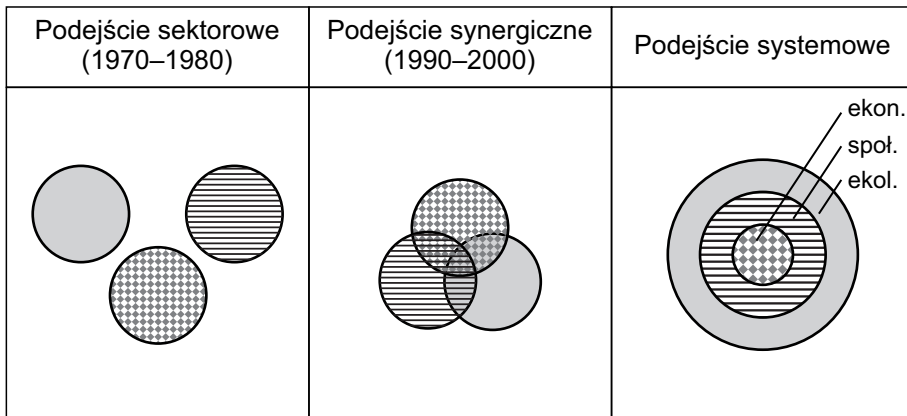 Podejście sektorowe
(1970–1980)
Podejście synergiczne
(1990–2000)
Podejście systemowe
ekon.
społ.
ekol.